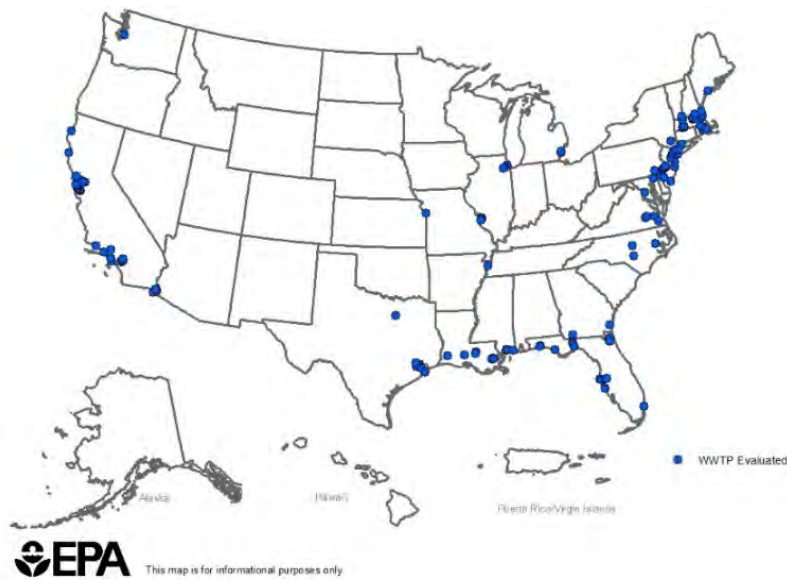 WWTP Evaluated
Alaska
Hawaii
Puerto Rico/Virgin Islands
EPA
This map is for informational purposes only